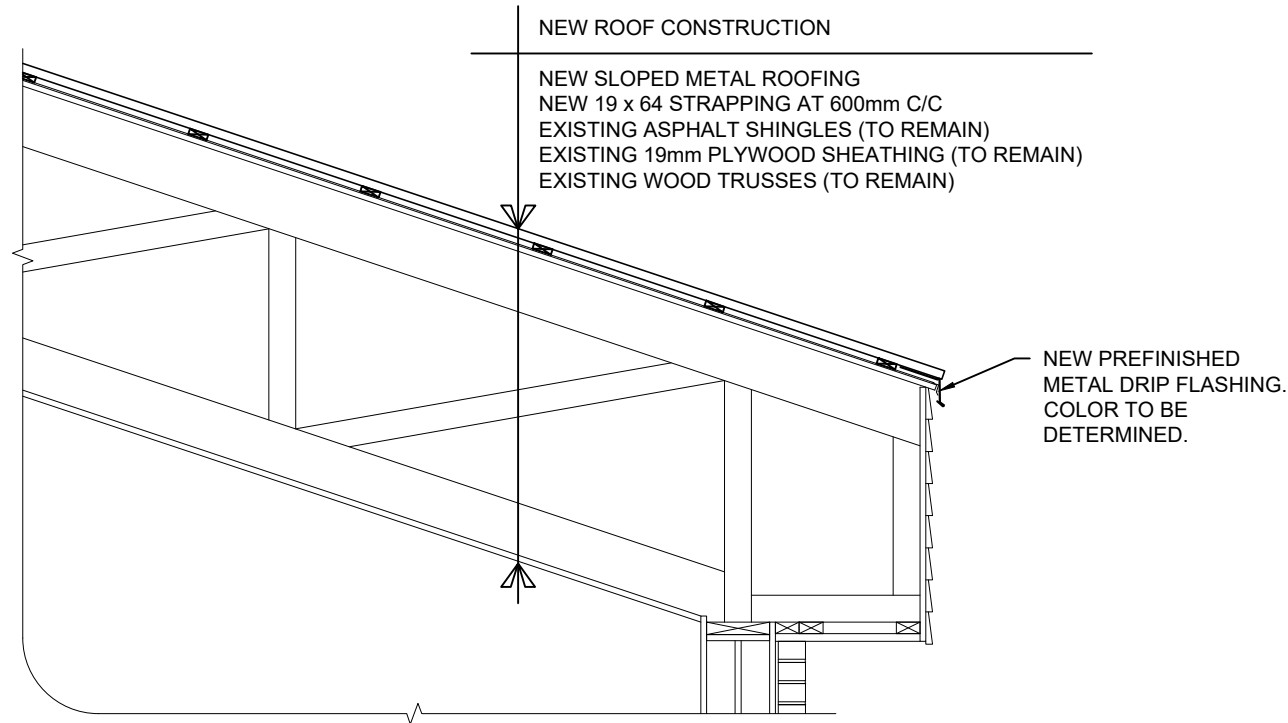 NEW ROOF CONSTRUCTION
NEW SLOPED METAL ROOFING
NEW 19 x 64 STRAPPING AT 600mm C/C
EXISTING ASPHALT SHINGLES (TO REMAIN)
EXISTING 19mm PLYWOOD SHEATHING (TO REMAIN)
EXISTING WOOD TRUSSES (TO REMAIN)
NEW PREFINISHED
METAL DRIP FLASHING.
COLOR TO BE
DETERMINED.